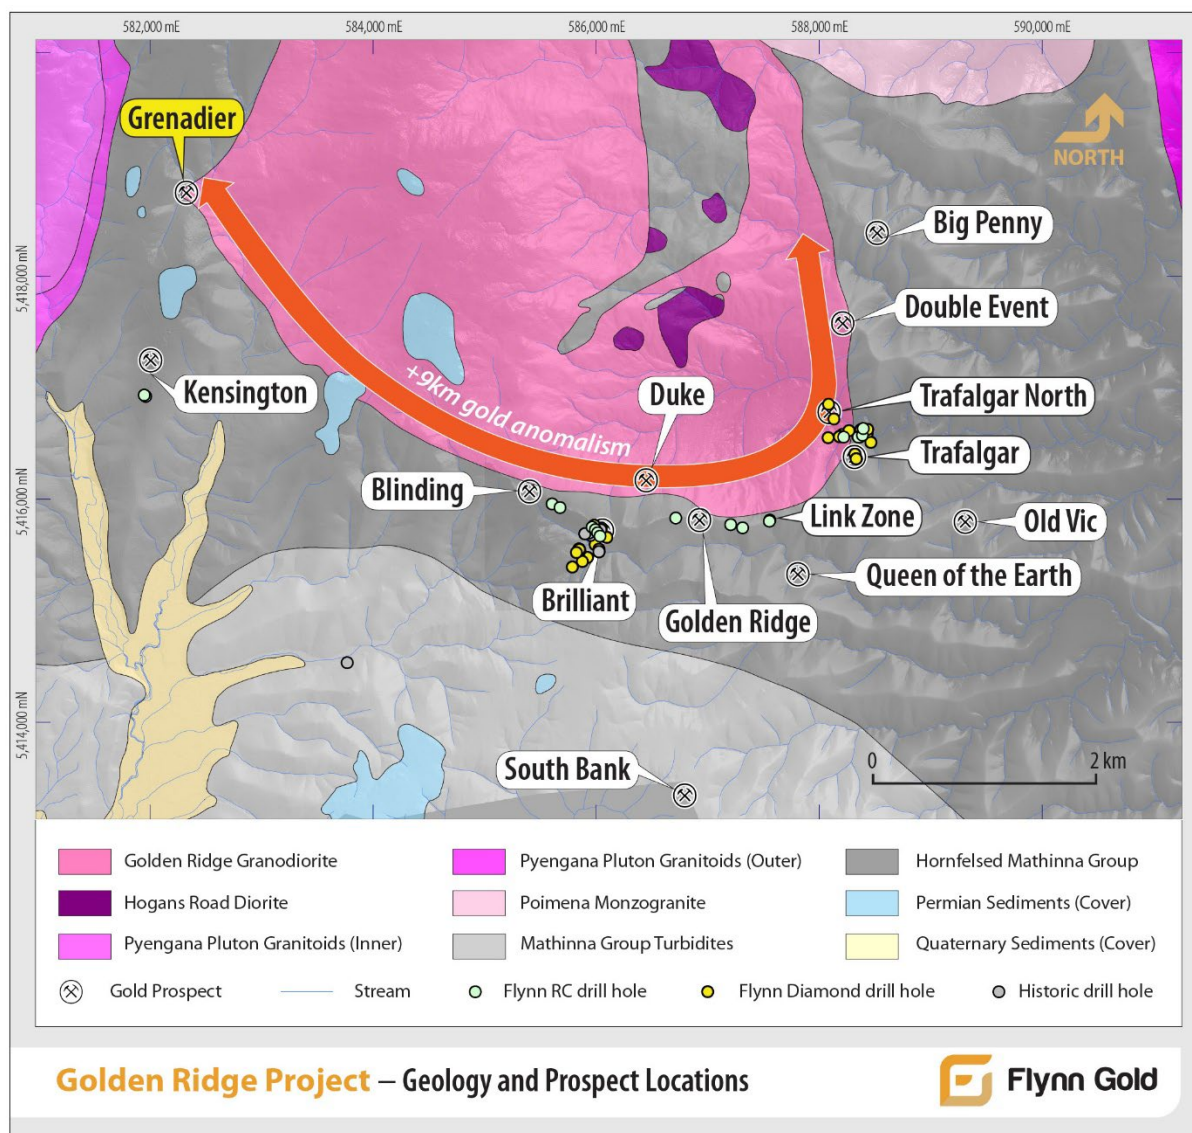 582,000 mE
584,000 mE
586,000 mE
588,000 mE
590,000 mE
5,418,000 mN
5,416,000 mN
5,414,000 mN
Grenadier
NORTH
Big Penny
Double Event
Kensington
+9km gold anomalism
Duke
Trafalgar North
Trafalgar
Blinding
Link Zone
Old Vic
Queen of the Earth
Brilliant
Golden Ridge
South Bank
0
2 km
Golden Ridge Granodiorite
Pyengana Pluton Granitoids (Outer)
Hornfelsed Mathinna Group
Hogans Road Diorite
Poimena Monzogranite
Permian Sediments (Cover)
Pyengana Pluton Granitoids (Inner)
Mathinna Group Turbidites
Quaternary Sediments (Cover)
Gold Prospect
Stream
Flynn RC drill hole
Flynn Diamond drill hole
Historic drill hole
Golden Ridge Project – Geology and Prospect Locations
Flynn Gold